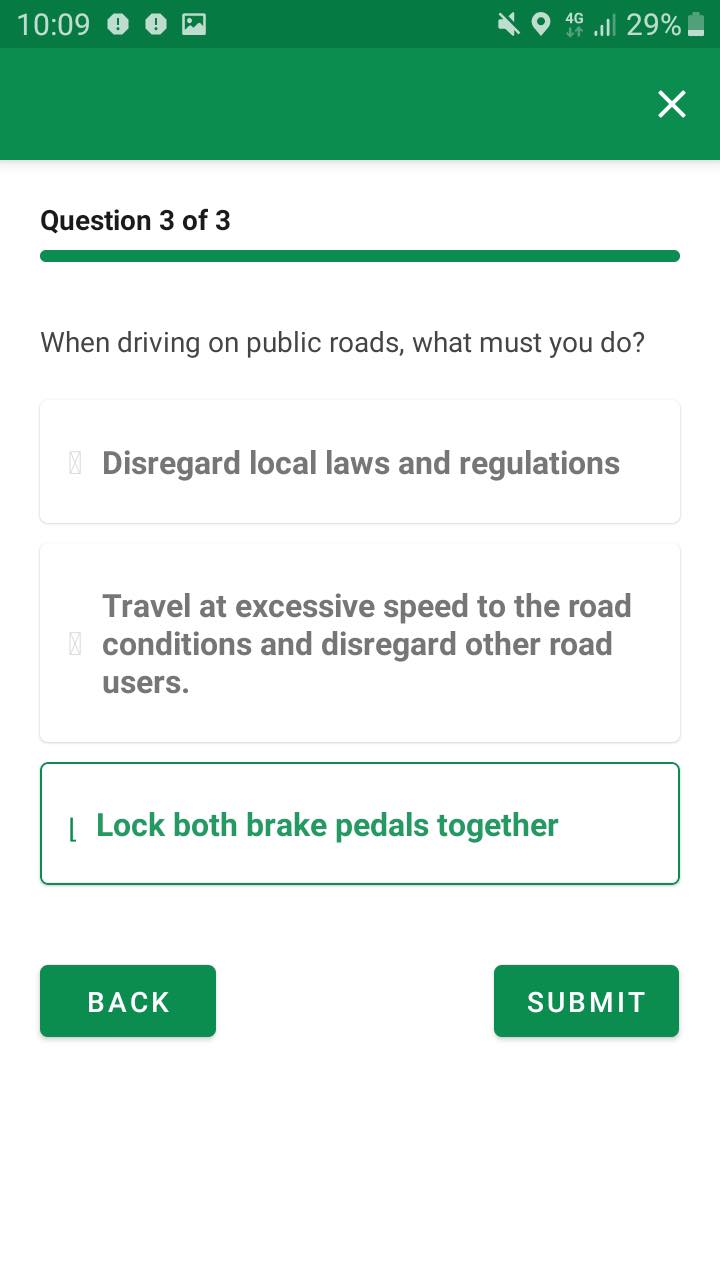 10:09
4G
29%
Question 3 of 3
When driving on public roads, what must you do?
Disregard local laws and regulations
Travel at excessive speed to the road
conditions and disregard other road
users.
Lock both brake pedals together
BACK
SUBMIT